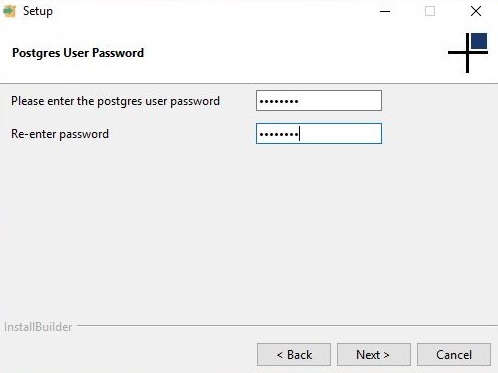 Setup
Postgres User Password
Please enter the postgres user password ••••••••
Re-enter password ••••••••
InstallBuilder
< Back Next > Cancel